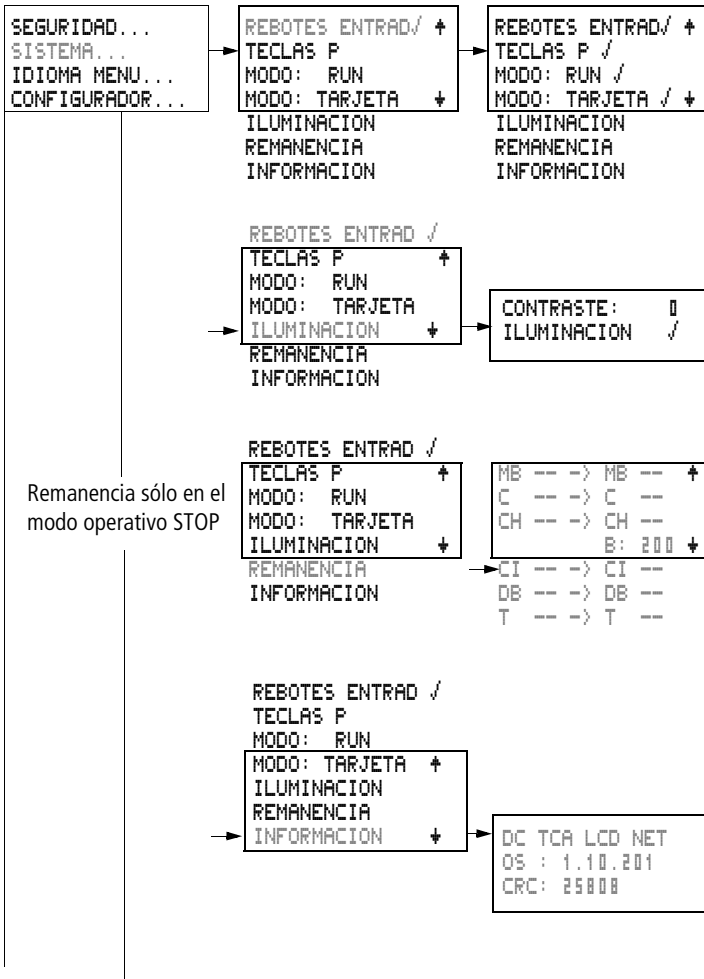 SEGURIDAD...
SISTEMA...
IDIOMA MENU...
CONFIGURADOR...
REBOTES ENTRAD√
TECLAS P
MODO: RUN
MODO: TARJETA
ILUMINACION
REMANENCIA
INFORMACION
REBOTES ENTRAD√
TECLAS P √
MODO: RUN √
MODO: TARJETA √
ILUMINACION
REMANENCIA
INFORMACION
REBOTES ENTRAD √
TECLAS P
MODO: RUN
MODO: TARJETA
ILUMINACION
REMANENCIA
INFORMACION
CONTRASTE: 0
ILUMINACION √
Remanencia sólo en el
modo operativo STOP
REBOTES ENTRAD √
TECLAS P
MODO: RUN
MODO: TARJETA
ILUMINACION
REMANENCIA
INFORMACION
MB -- -> MB --
C -- -> C --
CH -- -> CH --
B: 200
CI -- -> CI --
DB -- -> DB --
T -- -> T --
REBOTES ENTRAD √
TECLAS P
MODO: RUN
MODO: TARJETA
ILUMINACION
REMANENCIA
INFORMACION
DC TCA LCD NET
OS : 1.10.201
CRC: 25808